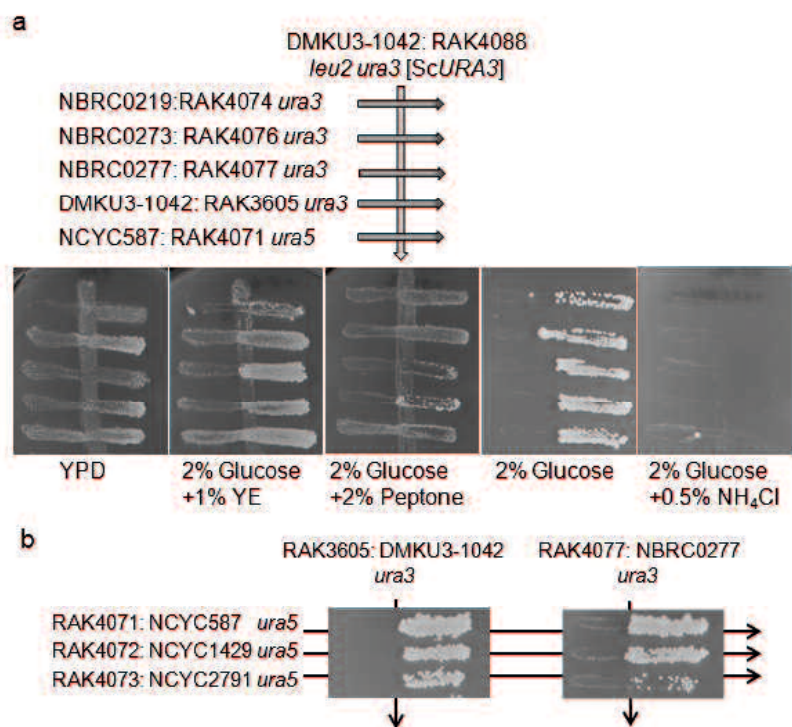 a
DMKU3-1042: RAK4088
leu2 ura3 [ScURA3]
NBRC0219:RAK4074 ura3
NBRC0273: RAK4076 ura3
NBRC0277: RAK4077 ura3
DMKU3-1042: RAK3605 ura3
NCYC587: RAK4071 ura5
YPD
2% Glucose
+1% YE
2% Glucose
+2% Peptone
2% Glucose
2% Glucose
+0.5% NH₄Cl
b
RAK3605: DMKU3-1042
ura3
RAK4077: NBRC0277
ura3
RAK4071: NCYC587 ura5
RAK4072: NCYC1429 ura5
RAK4073: NCYC2791 ura5